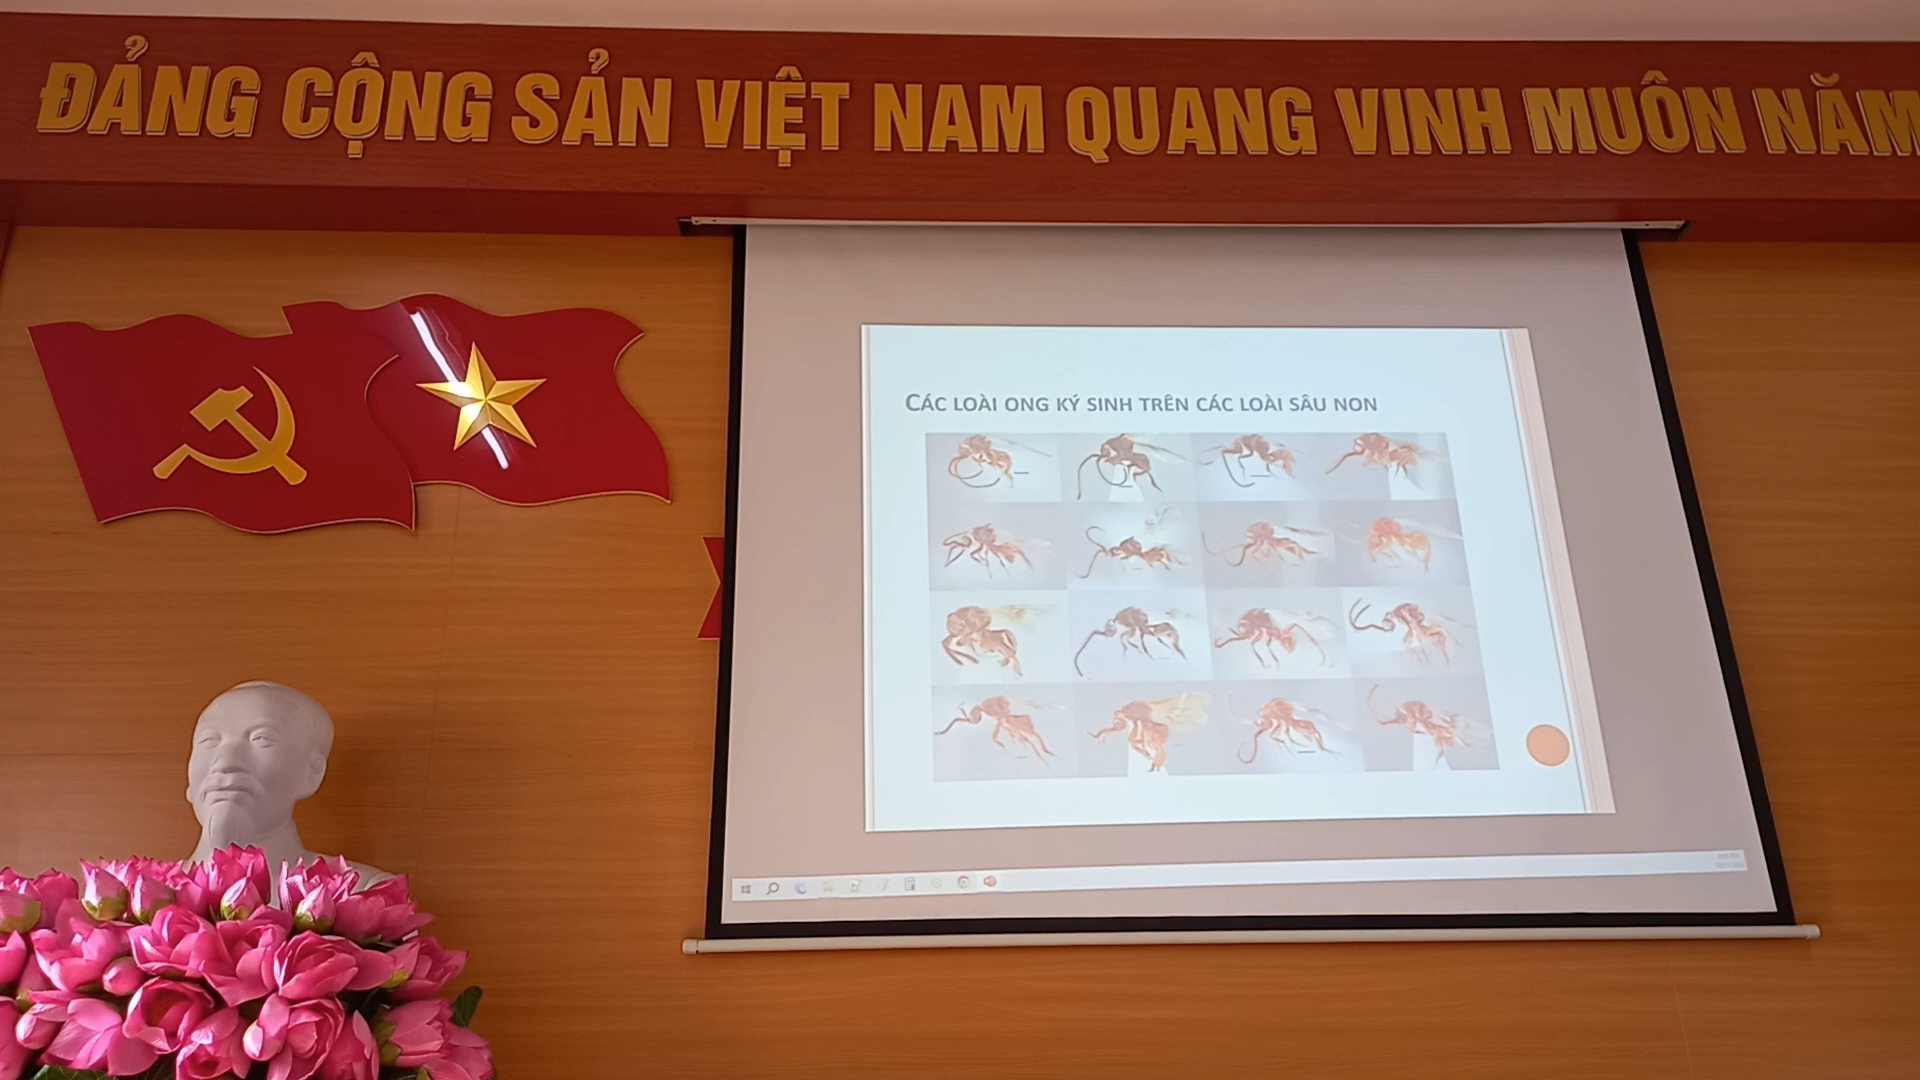 ĐẢNG CỘNG SẢN VIỆT NAM QUANG VINH MUÔN NĂM
CÁC LOÀI ONG KÝ SINH TRÊN CÁC LOÀI SÂU NON